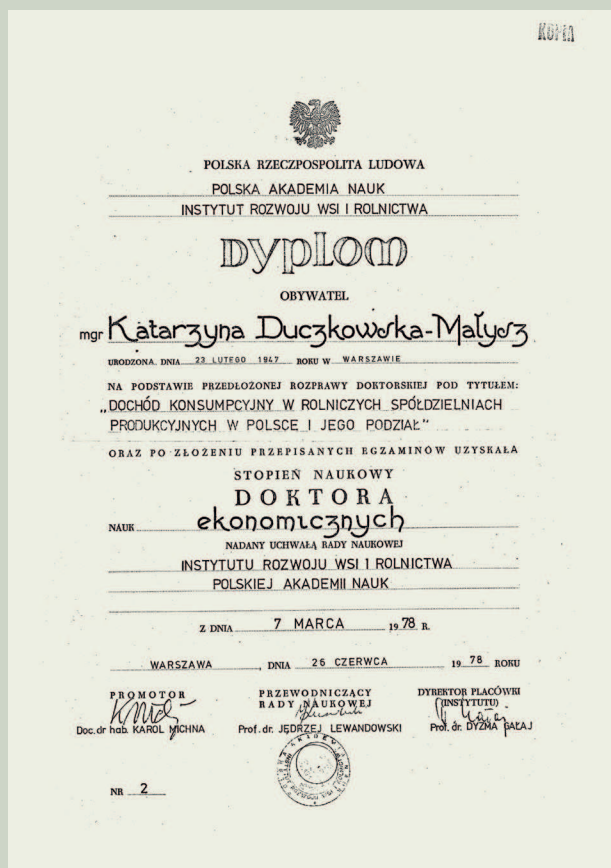 KOPIA
POLSKA RZECZPOSPOLITA LUDOWA
POLSKA AKADEMIA NAUK
INSTYTUT ROZWOJU WSI I ROLNICTWA
DYPLOM
OBYWATEL
mgr Katarzyna Duczkowska-Małysz
URODZONA DNIA 23 LUTEGO 1947 ROKU W WARSZAWIE
NA PODSTAWIE PRZEDŁOŻONEJ ROZPRAWY DOKTORSKIEJ POD TYTUŁEM:
„DOCHÓD KONSUMPCYJNY W ROLNICZYCH SPÓŁDZIELNIACH
PRODUKCYJNYCH W POLSCE I JEGO PODZIAŁ"
ORAZ PO ZŁOŻENIU PRZEPISANYCH EGZAMINÓW UZYSKAŁA
STOPIEŃ NAUKOWY
DOKTORA
NAUK ekonomicznych
NADANY UCHWAŁĄ RADY NAUKOWEJ
INSTYTUTU ROZWOJU WSI I ROLNICTWA
POLSKIEJ AKADEMII NAUK
Z DNIA 7 MARCA 1978 R.
WARSZAWA, DNIA 26 CZERWCA 1978 ROKU
PROMOTOR PRZEWODNICZĄCY DYREKTOR PLACÓWKI
RADY NAUKOWEJ (INSTYTUTU)
Doc. dr hab. KAROL MICHNA Prof. dr. JĘDRZEJ LEWANDOWSKI Prof. dr. DYZMA GAŁAJ
NR 2